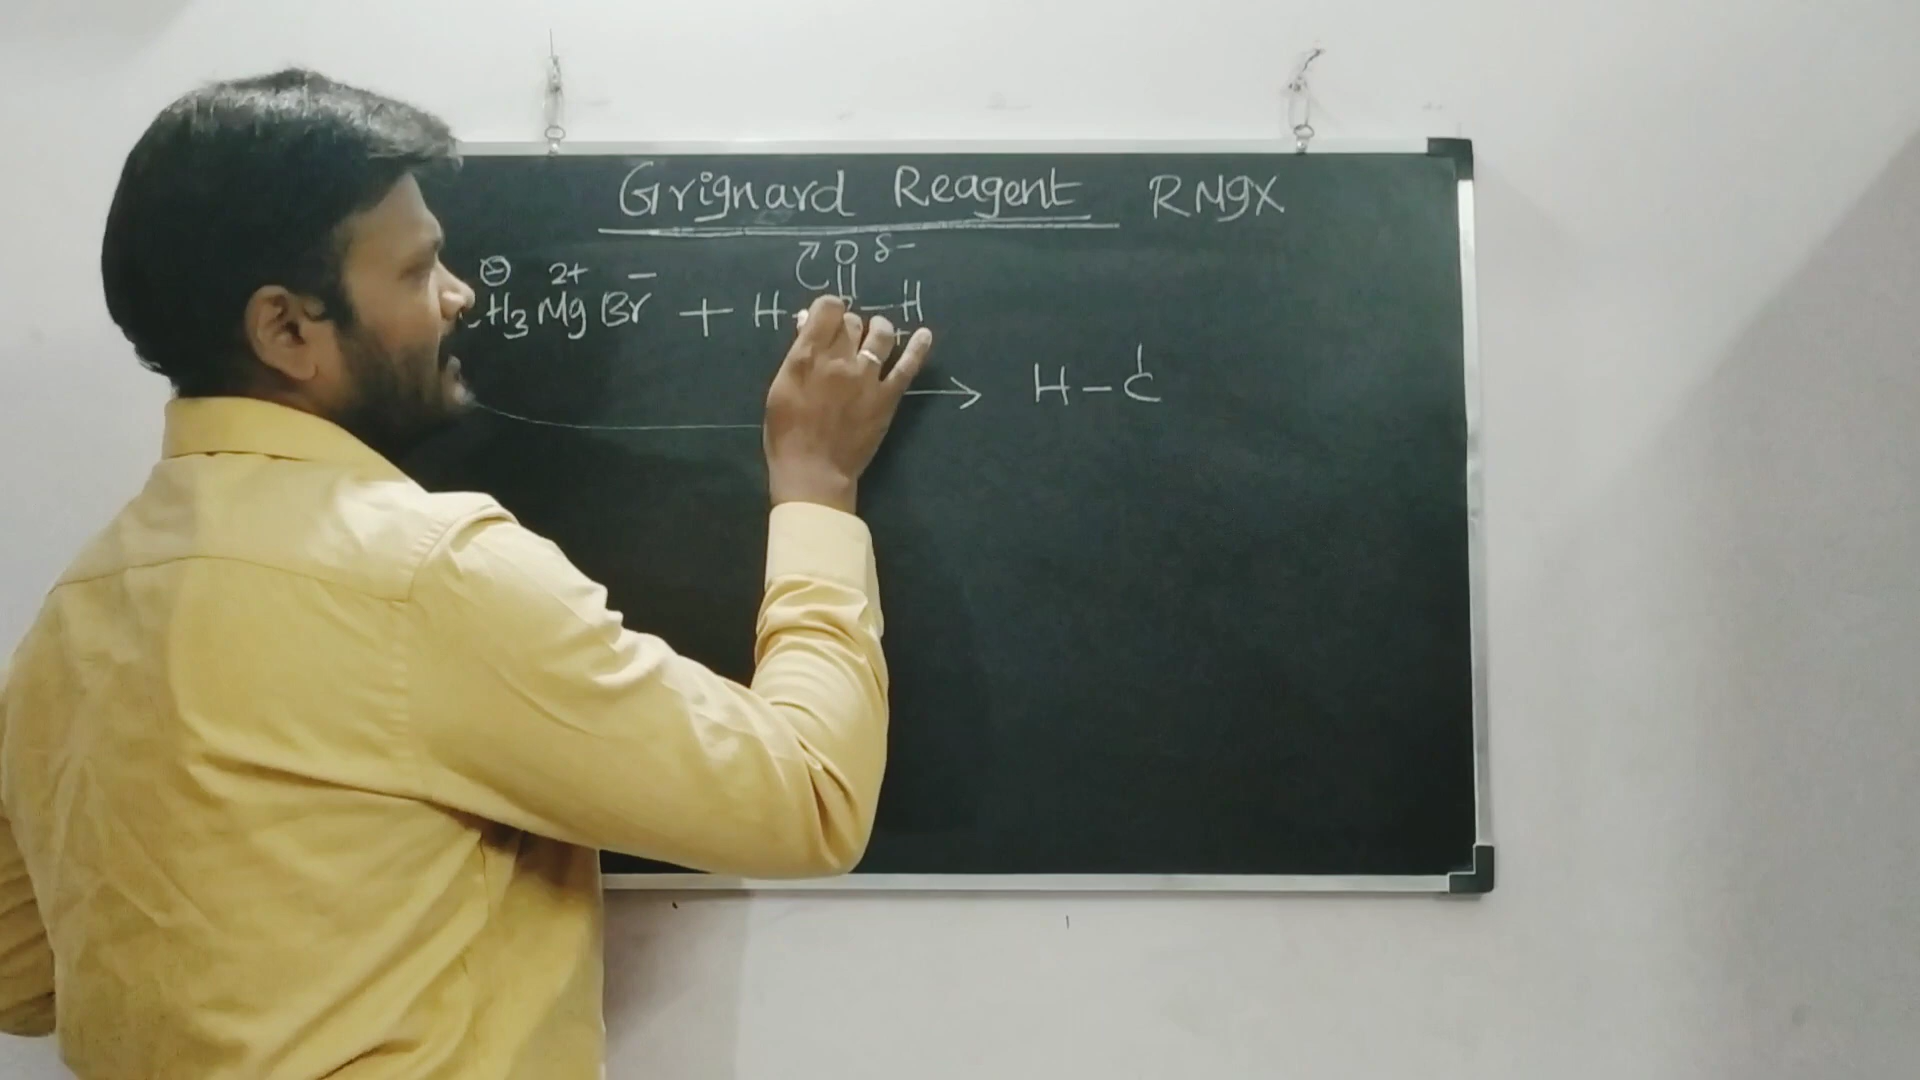 Grignard Reagent RMgX
O δ-
⊖ 2+ -
H3 Mg Br + H - C - H
+
→ H - C